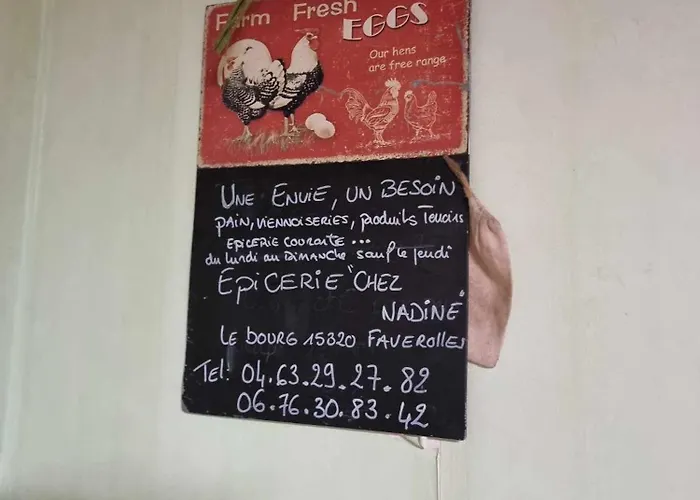 Farm Fresh
EGGS
Our hens
are free range
UNE ENVIE, UN BESOIN
PAIN, VIENNOISERIES, produits Terroirs
EPICERIE COURANTE ...
du lundi au DIMANCHE sauf le jeudi
EPICERIE "CHEZ
NADINE"
LE BOURG 15320 FAVEROLLES
Tel: 04.63.29.27.82
06.76.30.83.42